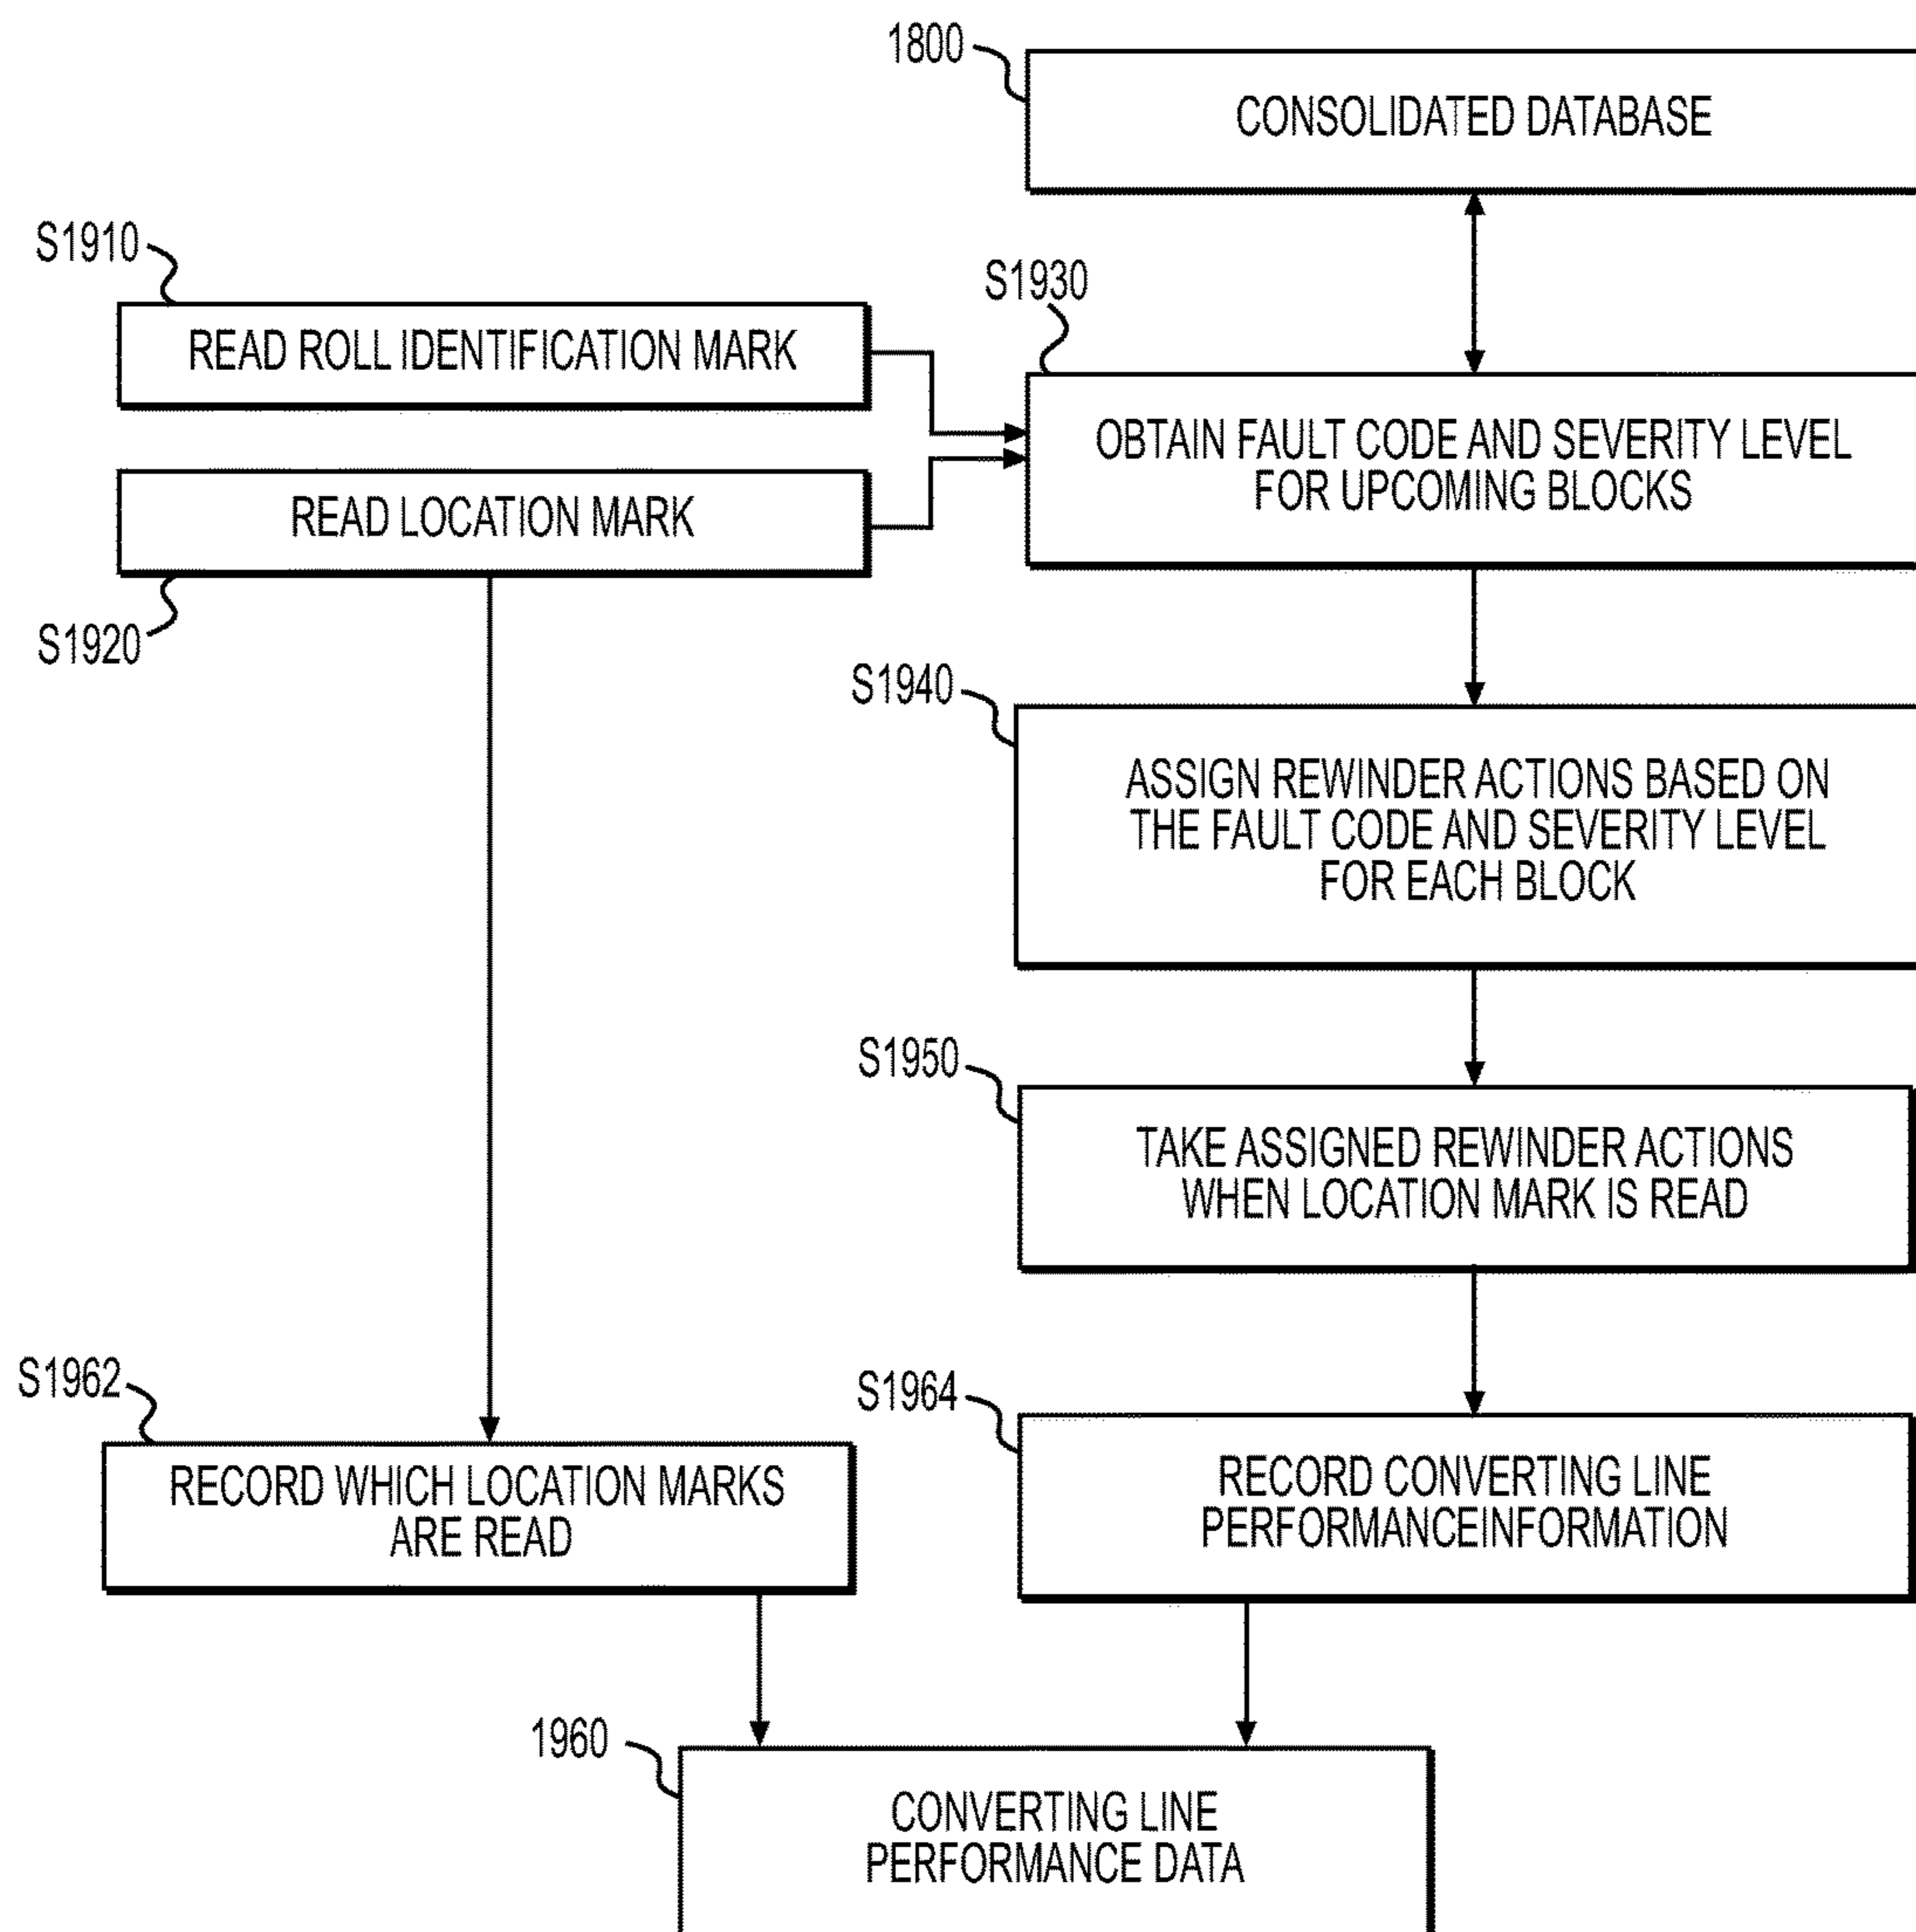 1800
CONSOLIDATED DATABASE
S1910
S1930
READ ROLL IDENTIFICATION MARK
OBTAIN FAULT CODE AND SEVERITY LEVEL
FOR UPCOMING BLOCKS
READ LOCATION MARK
S1920
S1940
ASSIGN REWINDER ACTIONS BASED ON
THE FAULT CODE AND SEVERITY LEVEL
FOR EACH BLOCK
S1950
TAKE ASSIGNED REWINDER ACTIONS
WHEN LOCATION MARK IS READ
S1962
RECORD WHICH LOCATION MARKS
ARE READ
S1964
RECORD CONVERTING LINE
PERFORMANCEINFORMATION
1960
CONVERTING LINE
PERFORMANCE DATA